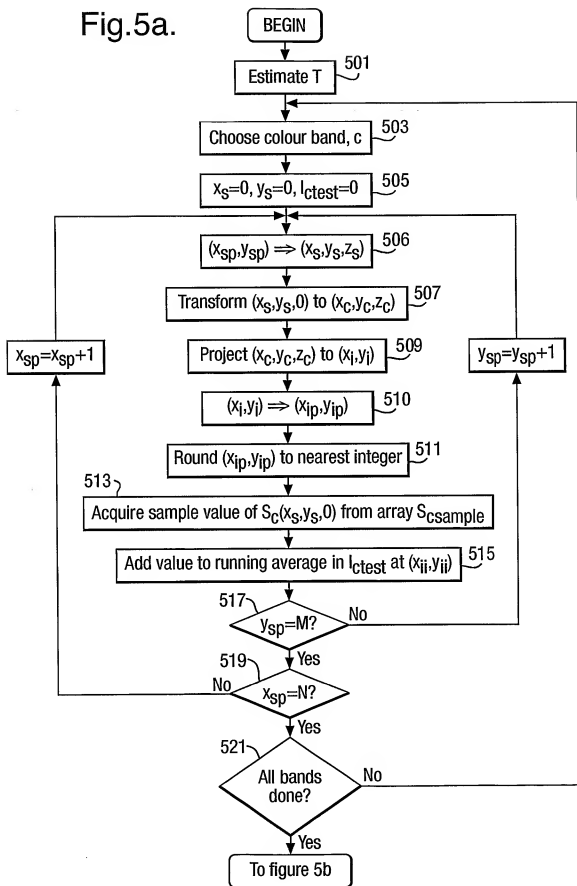 Fig.5a.
BEGIN
Estimate T
501
Choose colour band, c
503
xs=0, ys=0, Ictest=0
505
(xsp,ysp) ⇒ (xs,ys,zs)
506
Transform (xs,ys,0) to (xc,yc,zc)
507
xsp=xsp+1
Project (xc,yc,zc) to (xi,yi)
509
ysp=ysp+1
(xi,yi) ⇒ (xip,yip)
510
Round (xip,yip) to nearest integer
511
513
Acquire sample value of Sc(xs,ys,0) from array Scsample
Add value to running average in Ictest at (xii,yii)
515
517
ysp=M?
No
Yes
519
xsp=N?
No
Yes
521
All bands
done?
No
Yes
To figure 5b